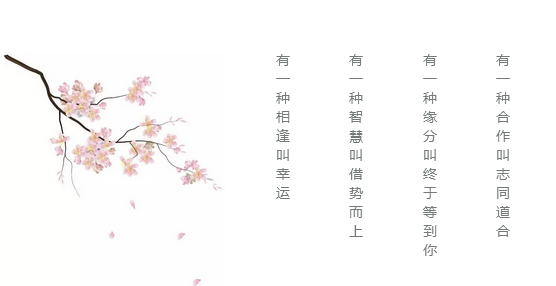 有一种合作叫志同道合
有一种缘分叫终于等到你
有一种智慧叫借势而上
有一种相逢叫幸运